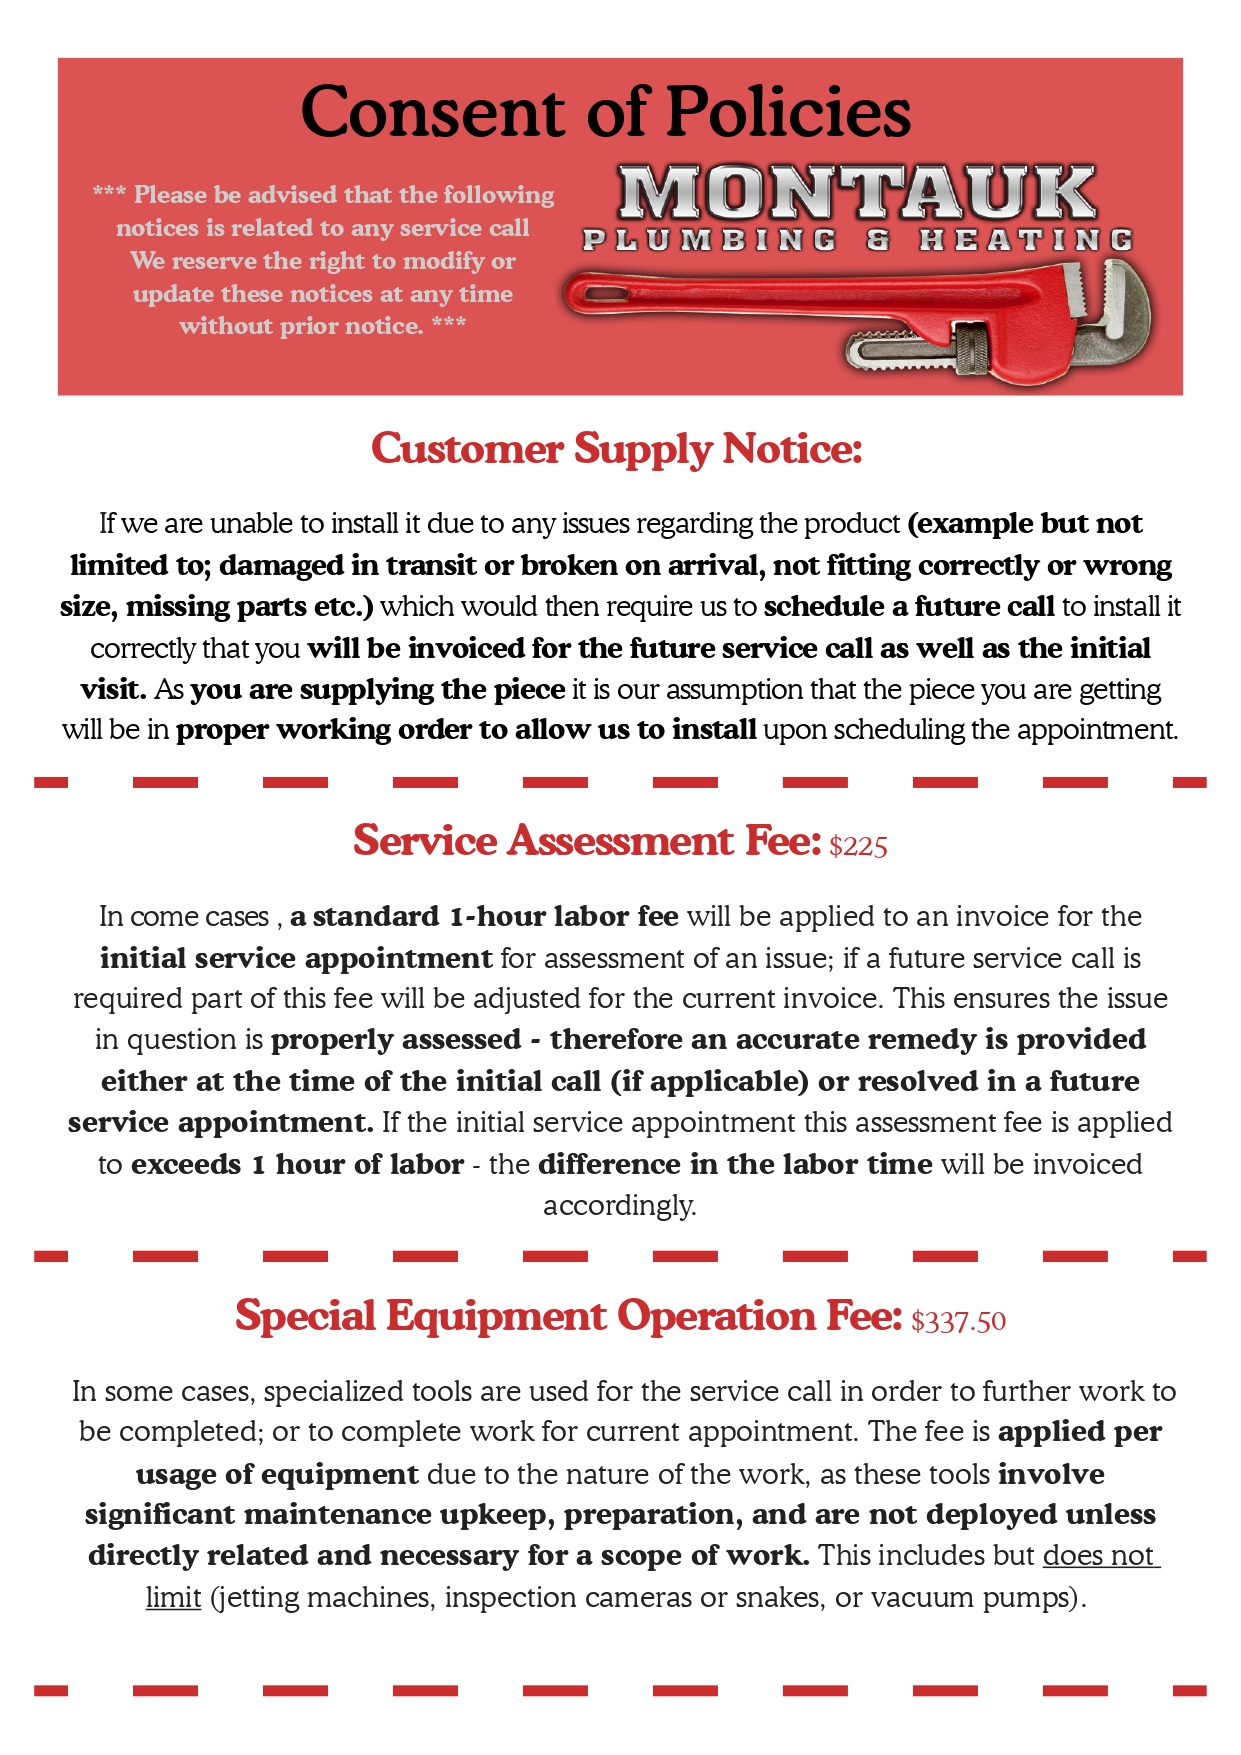 Consent of Policies
*** Please be advised that the following
notices is related to any service call
We reserve the right to modify or
update these notices at any time
without prior notice. ***
MONTAUK
PLUMBING & HEATING
Customer Supply Notice:
If we are unable to install it due to any issues regarding the product (example but not
limited to; damaged in transit or broken on arrival, not fitting correctly or wrong
size, missing parts etc.) which would then require us to schedule a future call to install it
correctly that you will be invoiced for the future service call as well as the initial
visit. As you are supplying the piece it is our assumption that the piece you are getting
will be in proper working order to allow us to install upon scheduling the appointment.
Service Assessment Fee: $225
In come cases , a standard 1-hour labor fee will be applied to an invoice for the
initial service appointment for assessment of an issue; if a future service call is
required part of this fee will be adjusted for the current invoice. This ensures the issue
in question is properly assessed - therefore an accurate remedy is provided
either at the time of the initial call (if applicable) or resolved in a future
service appointment. If the initial service appointment this assessment fee is applied
to exceeds 1 hour of labor - the difference in the labor time will be invoiced
accordingly.
Special Equipment Operation Fee: $337.50
In some cases, specialized tools are used for the service call in order to further work to
be completed; or to complete work for current appointment. The fee is applied per
usage of equipment due to the nature of the work, as these tools involve
significant maintenance upkeep, preparation, and are not deployed unless
directly related and necessary for a scope of work. This includes but does not
limit (jetting machines, inspection cameras or snakes, or vacuum pumps).